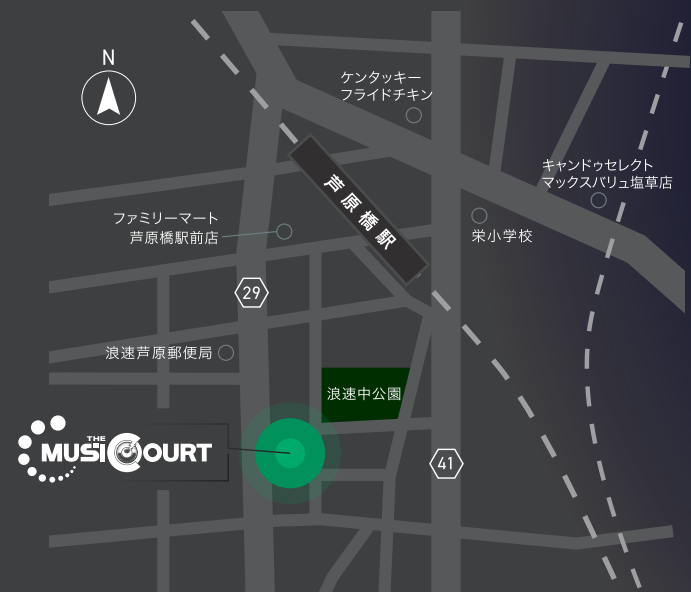 N
ケンタッキー
フライドチキン
キャンドゥセレクト
マックスバリュ塩草店
芦原橋駅
ファミリーマート
芦原橋駅前店
栄小学校
29
浪速芦原郵便局
浪速中公園
THE
MUSIC COURT
41